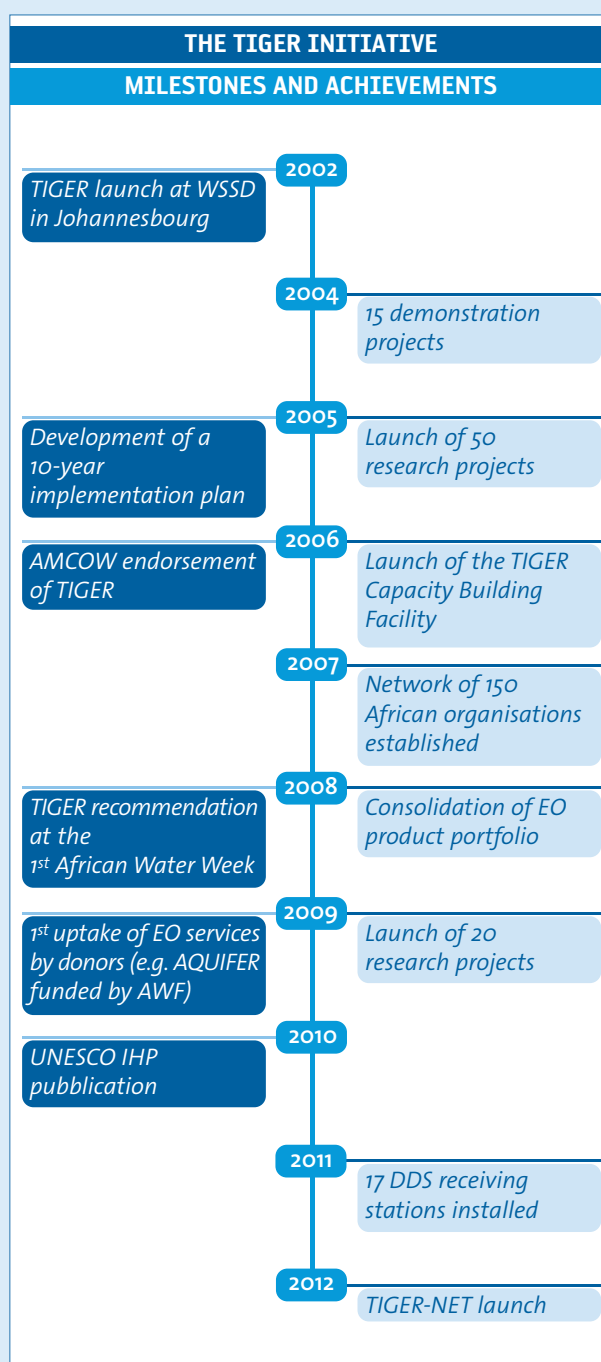 THE TIGER INITIATIVE
MILESTONES AND ACHIEVEMENTS
2002
TIGER launch at WSSD
in Johannesbourg
2004
15 demonstration
projects
2005
Development of a
10-year
implementation plan
Launch of 50
research projects
2006
AMCOW endorsement
of TIGER
Launch of the TIGER
Capacity Building
Facility
2007
Network of 150
African organisations
established
2008
TIGER recommendation
at the
1st African Water Week
Consolidation of EO
product portfolio
2009
1st uptake of EO services
by donors (e.g. AQUIFER
funded by AWF)
Launch of 20
research projects
2010
UNESCO IHP
pubblication
2011
17 DDS receiving
stations installed
2012
TIGER-NET launch